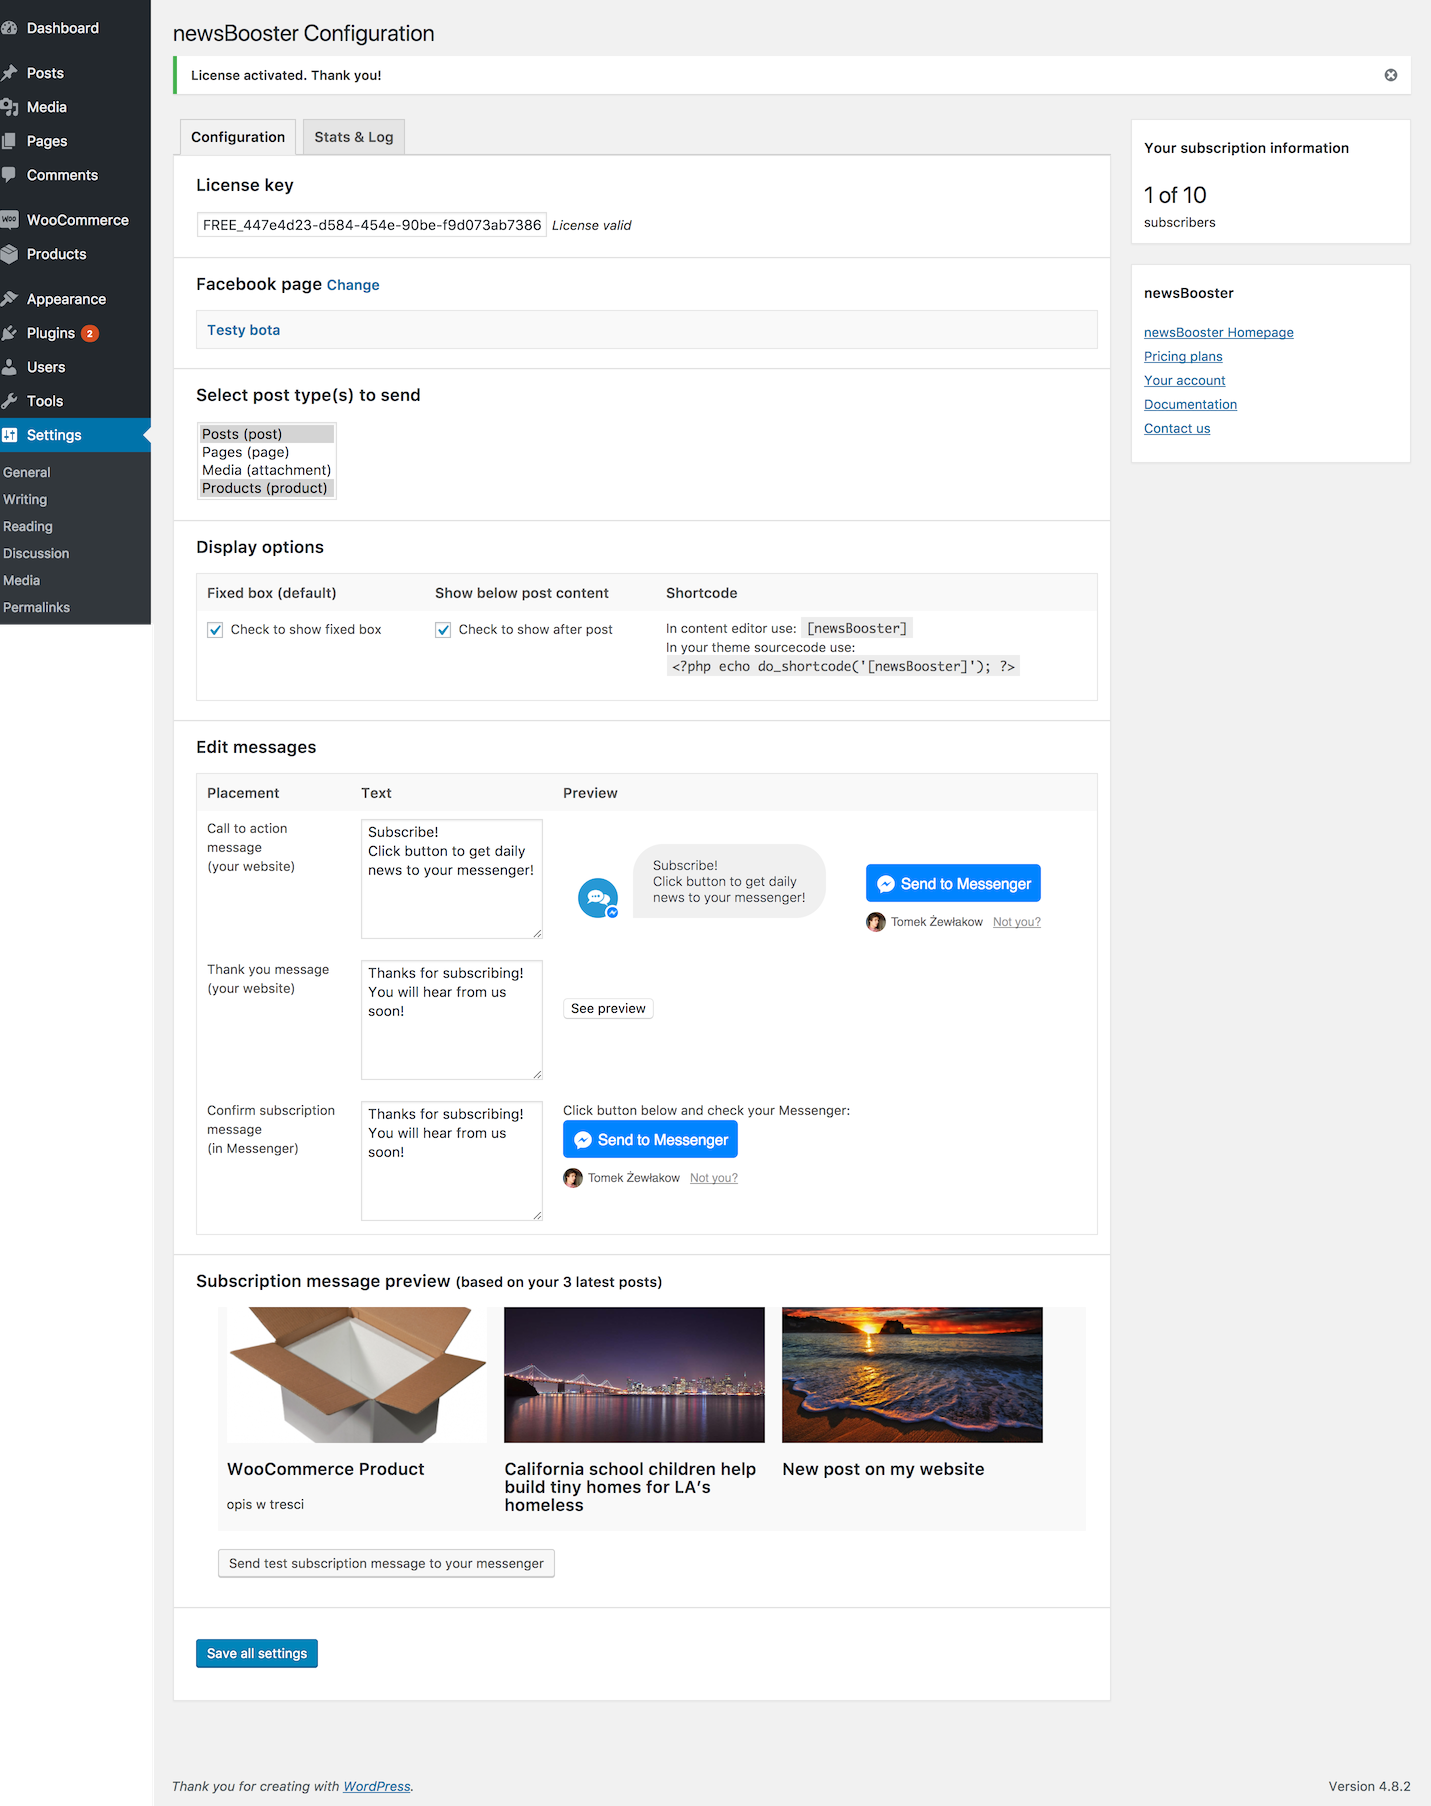 Dashboard
Posts
Media
Pages
Comments
WOO WooCommerce
Products
Appearance
Plugins 2
Users
Tools
Settings
General
Writing
Reading
Discussion
Media
Permalinks
newsBooster Configuration
License activated. Thank you!
Configuration
Stats & Log
License key
FREE_447e4d23-d584-454e-90be-f9d073ab7386 License valid
Facebook page Change
Testy bota
Select post type(s) to send
Posts (post)
Pages (page)
Media (attachment)
Products (product)
Display options
Fixed box (default)
Show below post content
Shortcode
Check to show fixed box
Check to show after post
In content editor use: [newsBooster]
In your theme sourcecode use:
<?php echo do_shortcode('[newsBooster]'); ?>
Edit messages
Placement
Text
Preview
Call to action
message
(your website)
Subscribe!
Click button to get daily
news to your messenger!
Subscribe!
Click button to get daily
news to your messenger!
Send to Messenger
Tomek Żewłakow Not you?
Thank you message
(your website)
Thanks for subscribing!
You will hear from us
soon!
See preview
Confirm subscription
message
(in Messenger)
Thanks for subscribing!
You will hear from us
soon!
Click button below and check your Messenger:
Send to Messenger
Tomek Żewłakow Not you?
Subscription message preview (based on your 3 latest posts)
WooCommerce Product
opis w tresci
California school children help
build tiny homes for LA’s
homeless
New post on my website
Send test subscription message to your messenger
Save all settings
Your subscription information
1 of 10
subscribers
newsBooster
newsBooster Homepage
Pricing plans
Your account
Documentation
Contact us
Thank you for creating with WordPress.
Version 4.8.2